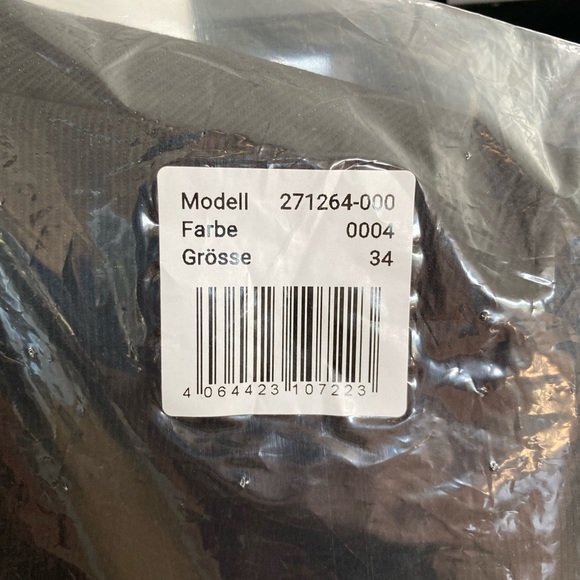 Modell 271264-000
Farbe 0004
Grösse 34
4 064423 107223